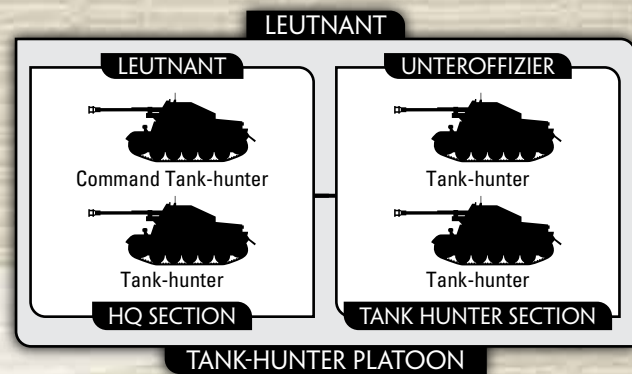 LEUTNANT
LEUTNANT
Command Tank-hunter
Tank-hunter
HQ SECTION
UNTEROFFIZIER
Tank-hunter
Tank-hunter
TANK HUNTER SECTION
TANK-HUNTER PLATOON